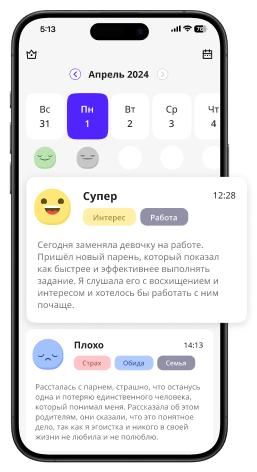 5:13
70
Апрель 2024
Вс Пн Вт Ср Чт
31 1 2 3 4
Супер 12:28
Интерес Работа
Сегодня заменяла девочку на работе.
Пришёл новый парень, который показал
как быстрее и эффективнее выполнять
задание. Я слушала его с восхищением и
интересом и хотелось бы работать с ним
почаще.
Плохо 14:13
Страх Обида Семья
Рассталась с парнем, страшно, что останусь
одна и потеряю единственного человека,
который понимал меня. Рассказала об этом
родителям, они сказали, что это понятное
дело, так как я эгоистка и никого в своей
жизни не любила и не полюблю.